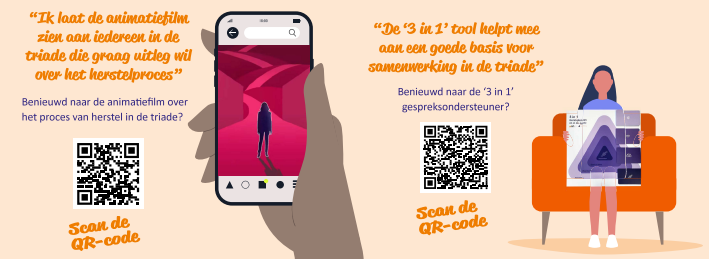 “Ik laat de animatiefilm
zien aan iedereen in de
triade die graag uitleg wil
over het herstelproces”
Benieuwd naar de animatiefilm over
het proces van herstel in de triade?
Scan de
QR-code
“De ‘3 in 1’ tool helpt mee
aan een goede basis voor
samenwerking in de triade”
Benieuwd naar de ‘3 in 1’
gespreksondersteuner?
Scan de
QR-code
3 in 1